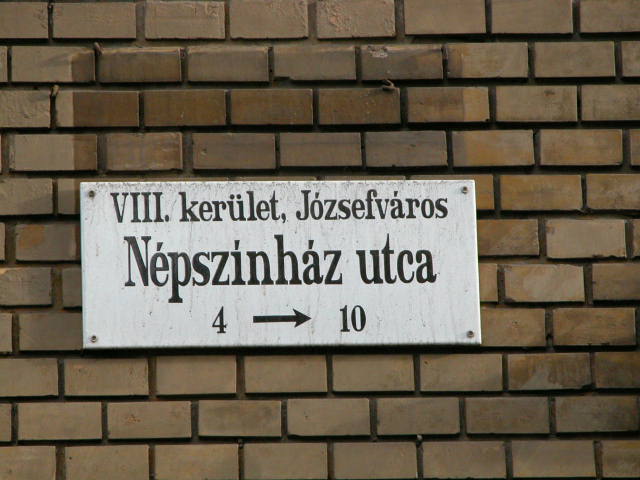 VIII. kerület, Józsefváros
Népszínház utca
4 → 10